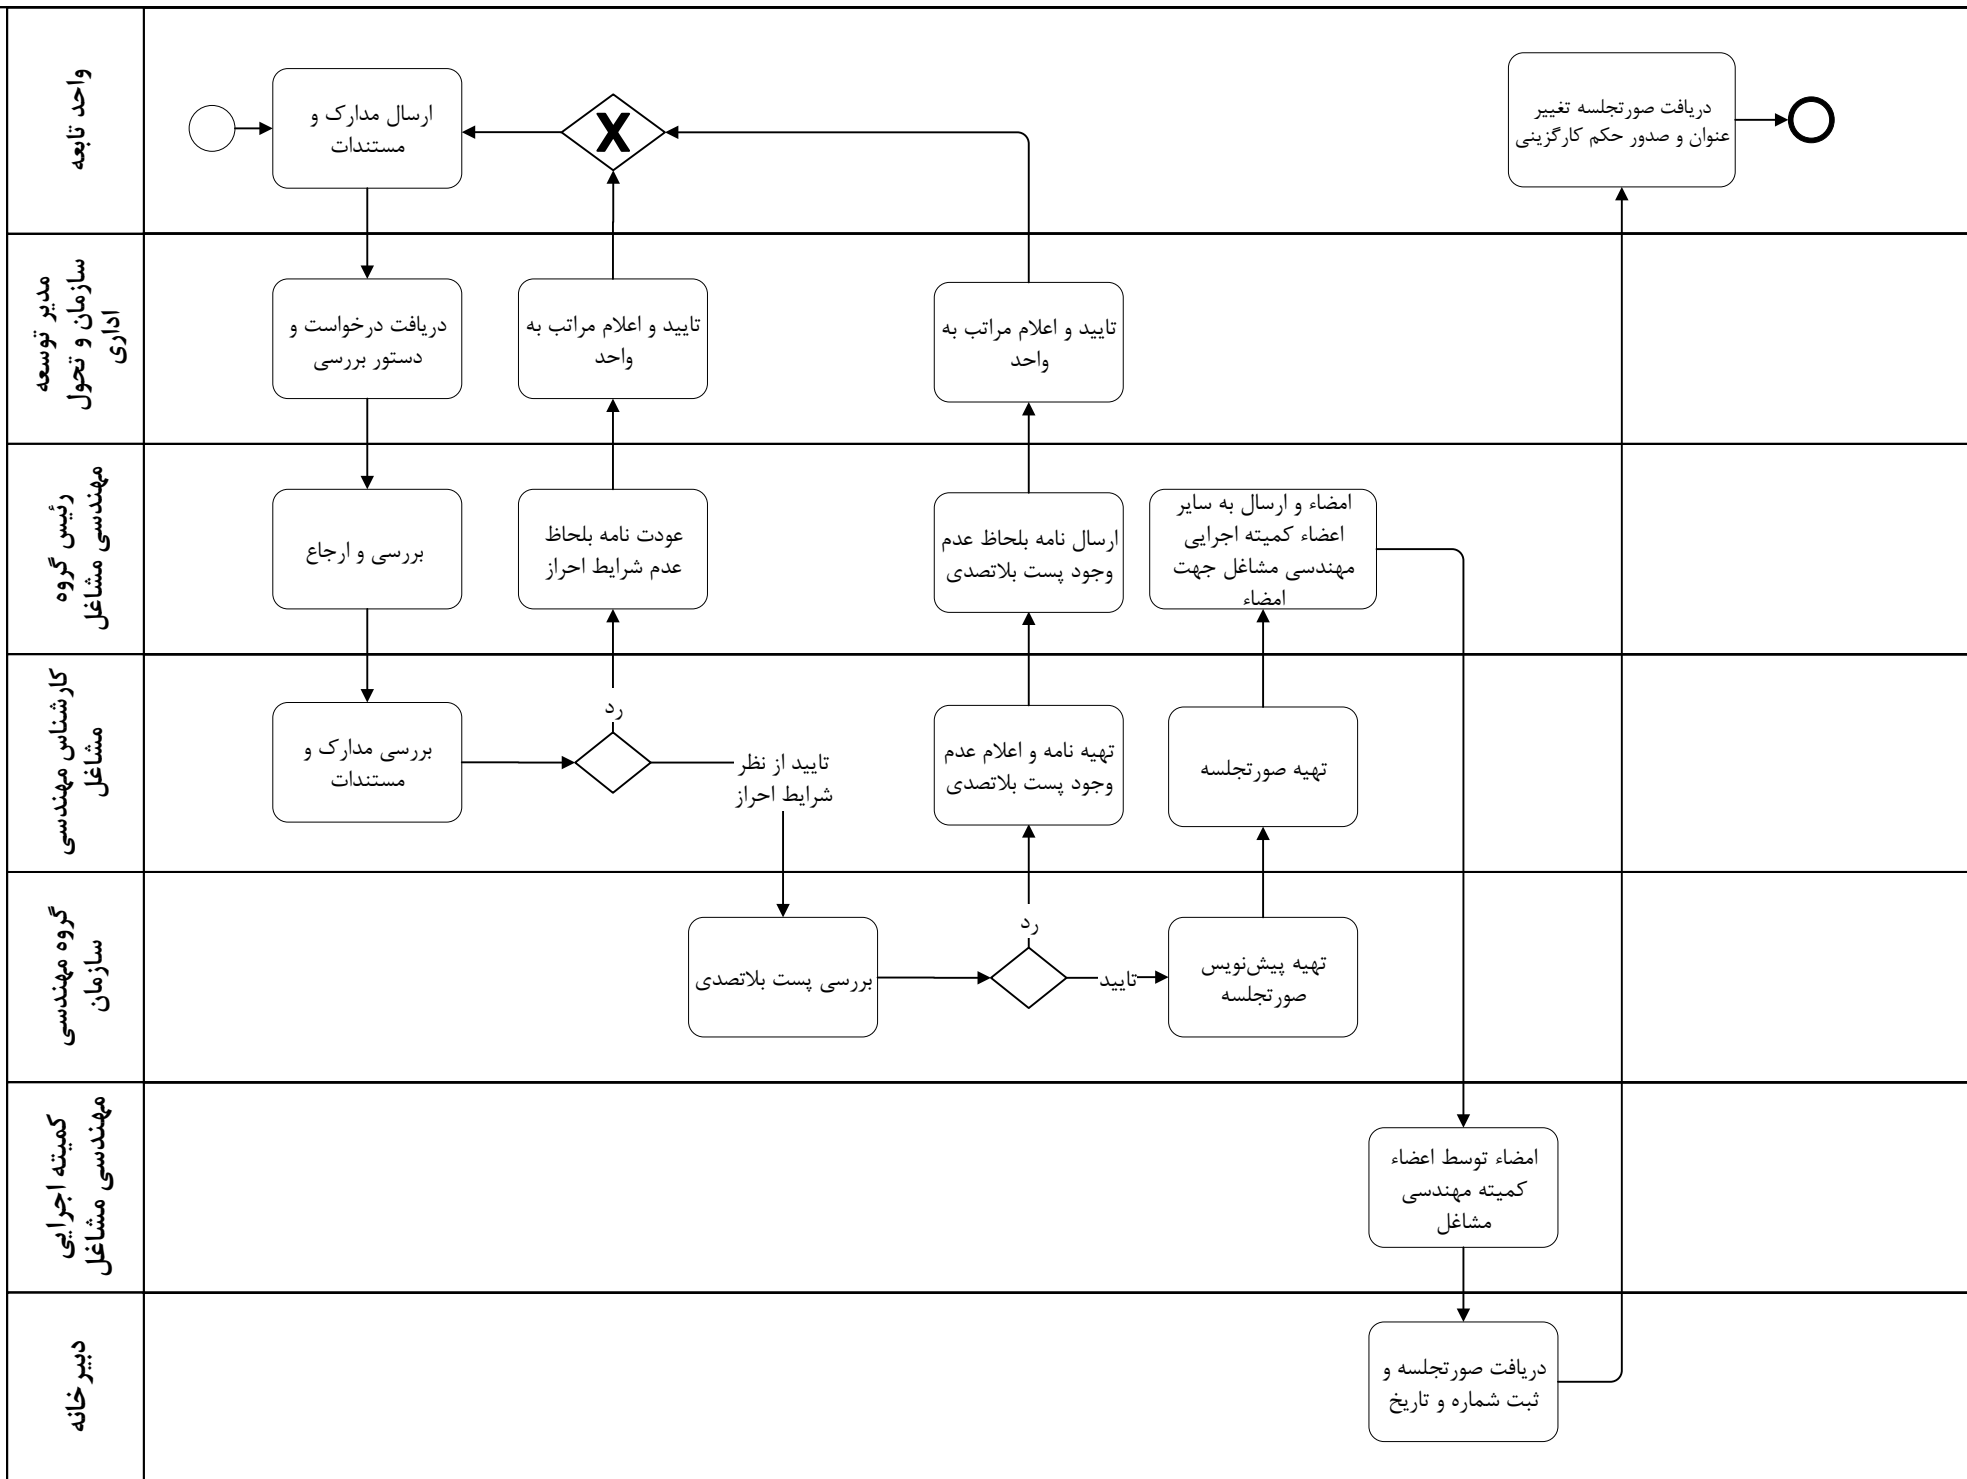 واحد تابعه
ارسال مدارک و
مستندات
دریافت صورتجلسه تغییر
عنوان و صدور حکم کارگزینی
مدیر توسعه
سازمان و تحول
اداری
دریافت درخواست و
دستور بررسی
تایید و اعلام مراتب به
واحد
تایید و اعلام مراتب به
واحد
رئیس گروه
مهندسی مشاغل
بررسی و ارجاع
عودت نامه بلحاظ
عدم شرایط احراز
ارسال نامه بلحاظ عدم
وجود پست بلاتصدی
امضاء و ارسال به سایر
اعضاء کمیته اجرایی
مهندسی مشاغل جهت
امضاء
کارشناس مهندسی
مشاغل
بررسی مدارک و
مستندات
رد
تایید از نظر
شرایط احراز
تهیه نامه و اعلام عدم
وجود پست بلاتصدی
تهیه صورتجلسه
گروه مهندسی
سازمان
بررسی پست بلاتصدی
رد
تایید
تهیه پیش‌نویس
صورتجلسه
کمیته اجرایی
مهندسی مشاغل
امضاء توسط اعضاء
کمیته مهندسی
مشاغل
دبیرخانه
دریافت صورتجلسه و
ثبت شماره و تاریخ